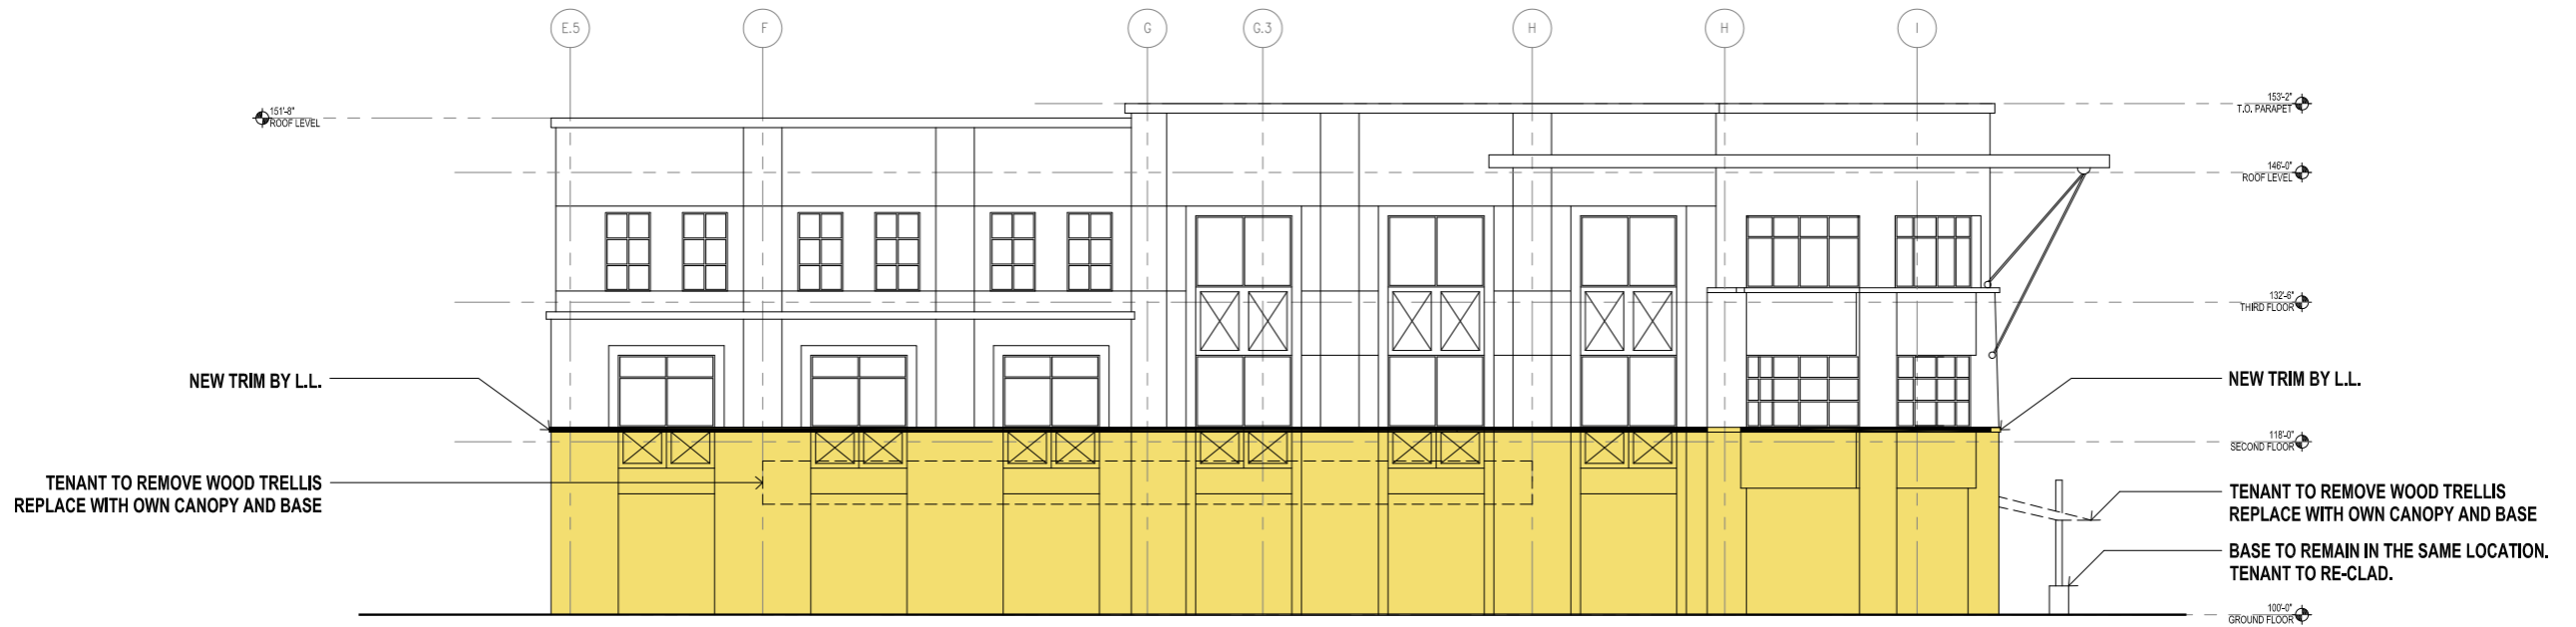 E.5
F
G
G.3
H
H
I
151'-8"
ROOF LEVEL
153'-2"
T.O. PARAPET
146'-0"
ROOF LEVEL
132'-6"
THIRD FLOOR
NEW TRIM BY L.L.
NEW TRIM BY L.L.
118'-0"
SECOND FLOOR
TENANT TO REMOVE WOOD TRELLIS
REPLACE WITH OWN CANOPY AND BASE
TENANT TO REMOVE WOOD TRELLIS
REPLACE WITH OWN CANOPY AND BASE
BASE TO REMAIN IN THE SAME LOCATION.
TENANT TO RE-CLAD.
100'-0"
GROUND FLOOR